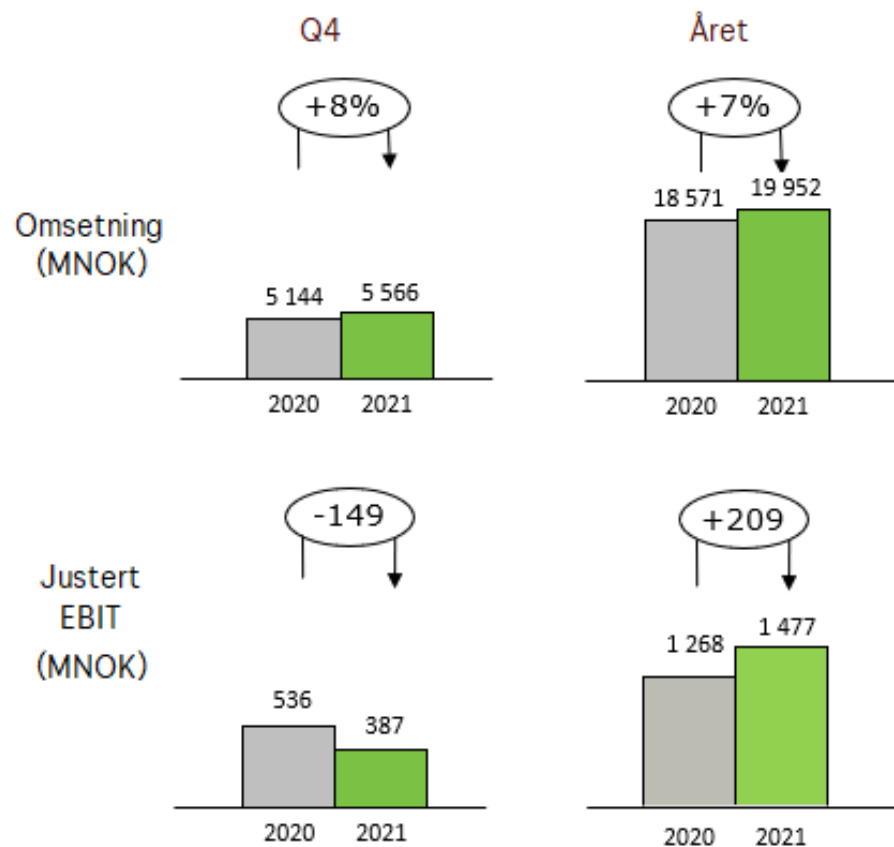 Q4
Året
+8%
+7%
Omsetning
(MNOK)
5 144
5 566
18 571
19 952
2020
2021
2020
2021
-149
+209
Justert
EBIT
(MNOK)
536
387
1 268
1 477
2020
2021
2020
2021